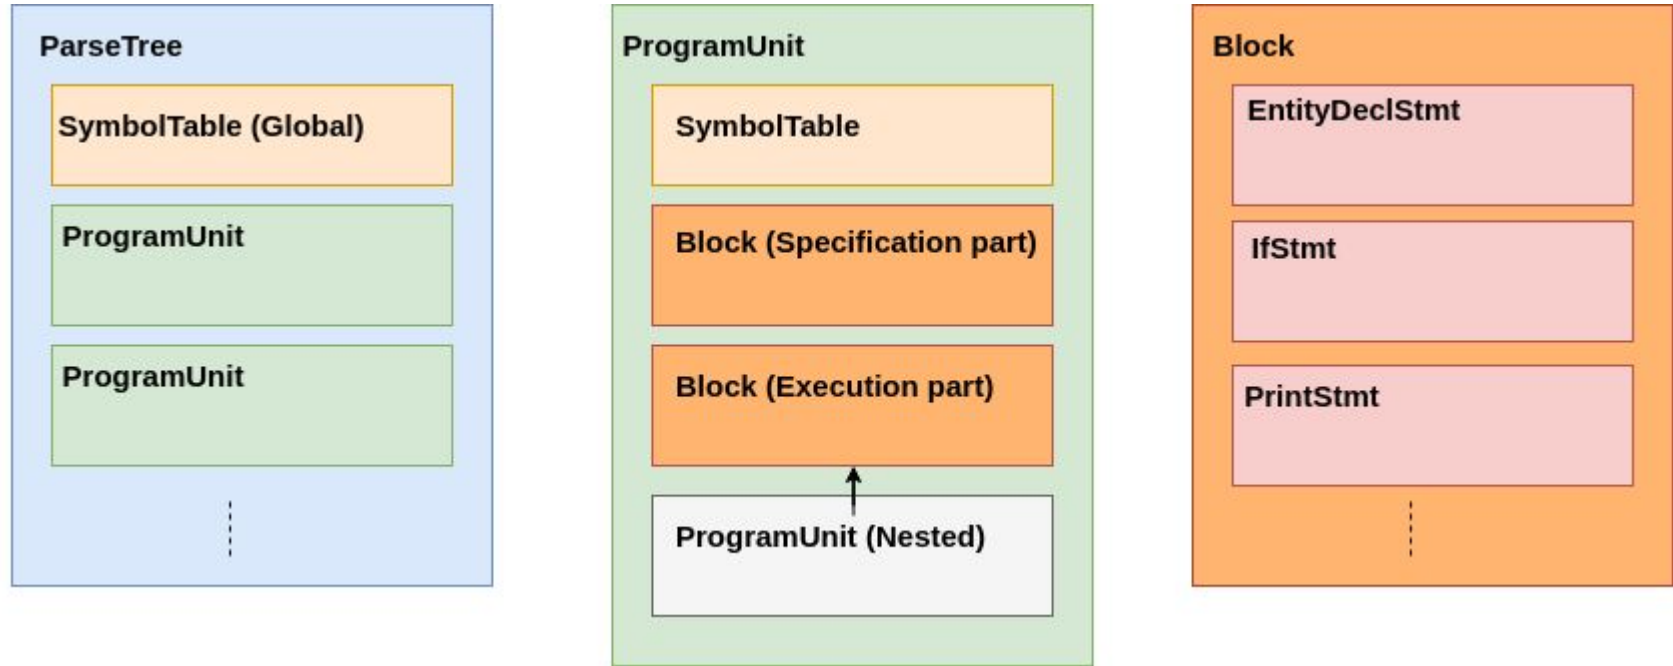 ParseTree
SymbolTable (Global)
ProgramUnit
ProgramUnit
ProgramUnit
SymbolTable
Block (Specification part)
Block (Execution part)
ProgramUnit (Nested)
Block
EntityDeclStmt
IfStmt
PrintStmt